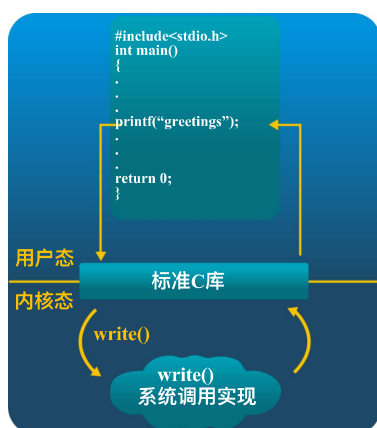 #include<stdio.h>
int main()
{
.
.
.
printf(“greetings”);
.
.
.
return 0;
}
用户态
标准C库
内核态
write()
write()
系统调用实现